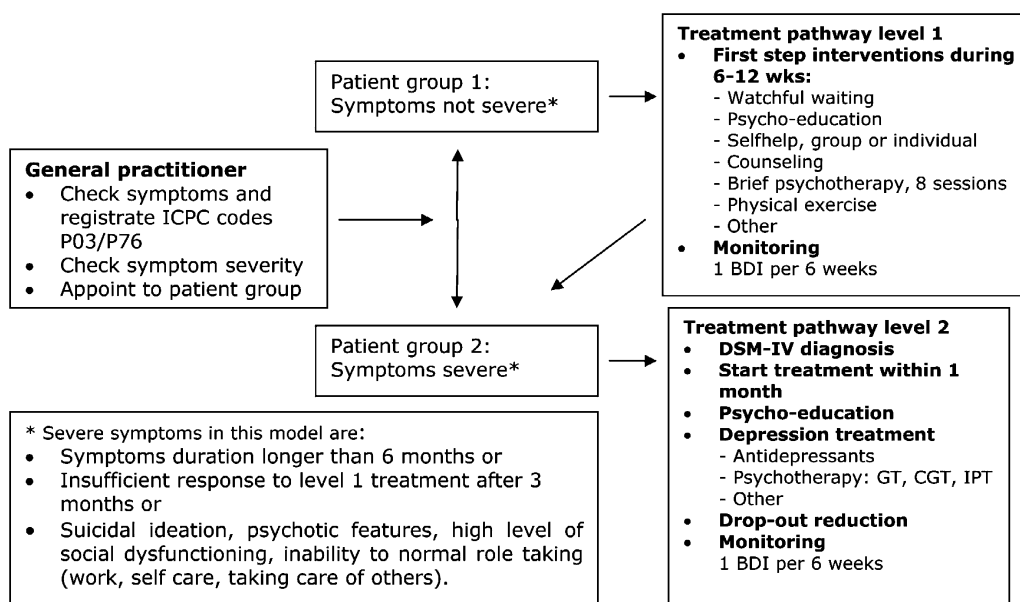 General practitioner
• Check symptoms and
registrate ICPC codes
P03/P76
• Check symptom severity
• Appoint to patient group
Patient group 1:
Symptoms not severe*
Treatment pathway level 1
• First step interventions during
6-12 wks:
- Watchful waiting
- Psycho-education
- Selfhelp, group or individual
- Counseling
- Brief psychotherapy, 8 sessions
- Physical exercise
- Other
• Monitoring
1 BDI per 6 weeks
Patient group 2:
Symptoms severe*
Treatment pathway level 2
• DSM-IV diagnosis
• Start treatment within 1
month
• Psycho-education
• Depression treatment
- Antidepressants
- Psychotherapy: GT, CGT, IPT
- Other
• Drop-out reduction
• Monitoring
1 BDI per 6 weeks
* Severe symptoms in this model are:
• Symptoms duration longer than 6 months or
• Insufficient response to level 1 treatment after 3
months or
• Suicidal ideation, psychotic features, high level of
social dysfunctioning, inability to normal role taking
(work, self care, taking care of others).